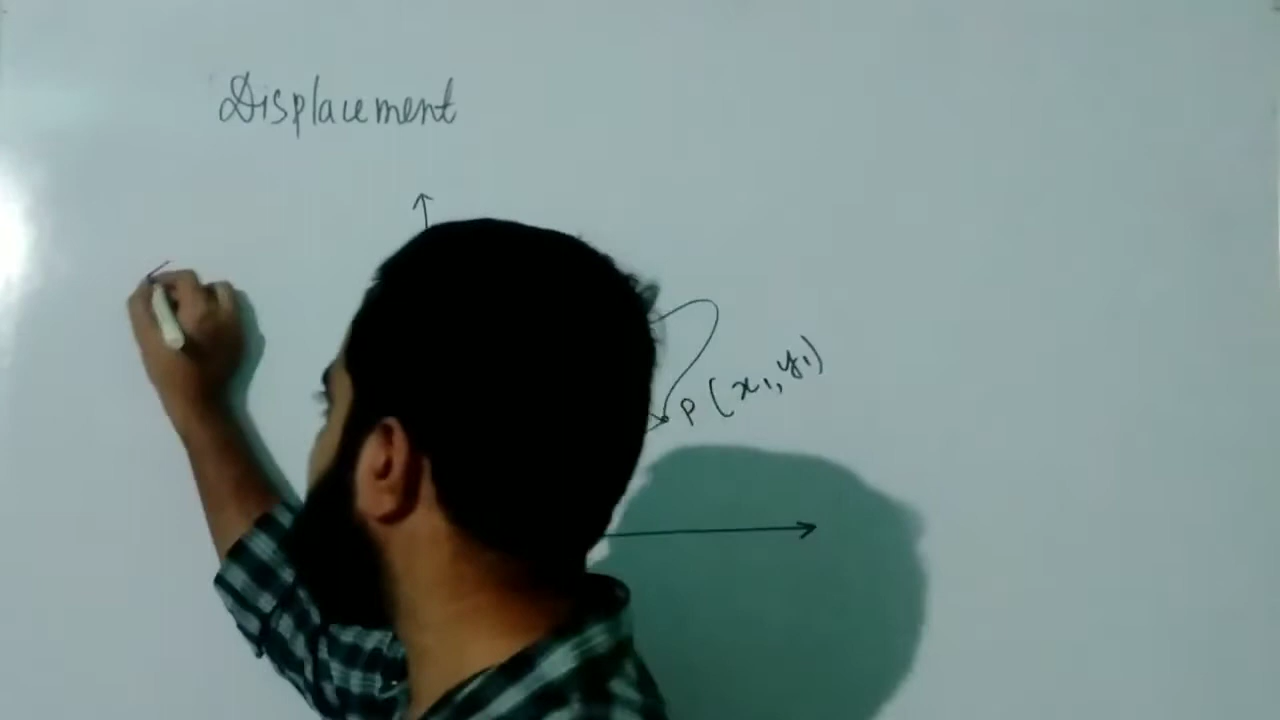 Displacement
P (x₁, y₁)